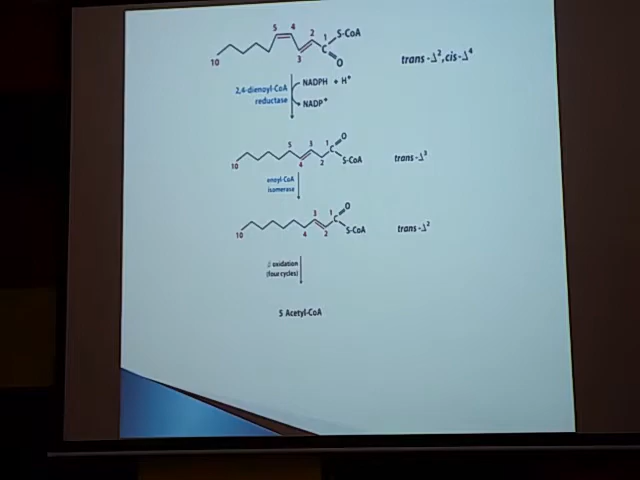 5 4
2 1 S-CoA
C
3
O
10
trans-Δ²,cis-Δ⁴
2,4-dienoyl-CoA
reductase
NADPH + H⁺
NADP⁺
5 3 1 C O
10 4 2 S-CoA
trans-Δ³
enoyl-CoA
isomerase
3 1 C O
10 4 2 S-CoA
trans-Δ²
β oxidation
(four cycles)
5 Acetyl-CoA